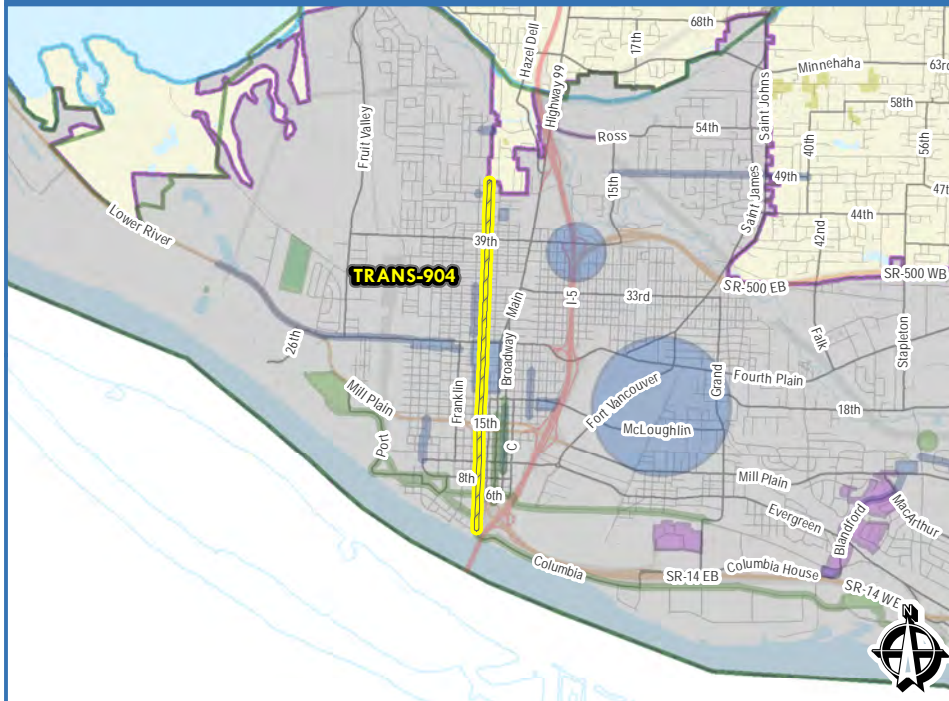 68th
Hazel Dell
17th
Highway 99
Minnehaha
63rd
Saint Johns
58th
Fruit Valley
Ross
54th
40th
56th
15th
49th
47t
Saint James
44th
42nd
Lower River
39th
TRANS-904
SR-500 WB
SR-500 EB
I-5
33rd
Main
26th
Falk
Stapleton
Broadway
Fourth Plain
Grand
Mill Plain
Franklin
Fort Vancouver
18th
15th
McLoughlin
Port
C
8th
6th
Mill Plain
MacArthur
Evergreen
Blandford
Columbia
Columbia House
SR-14 EB
SR-14 WE
N